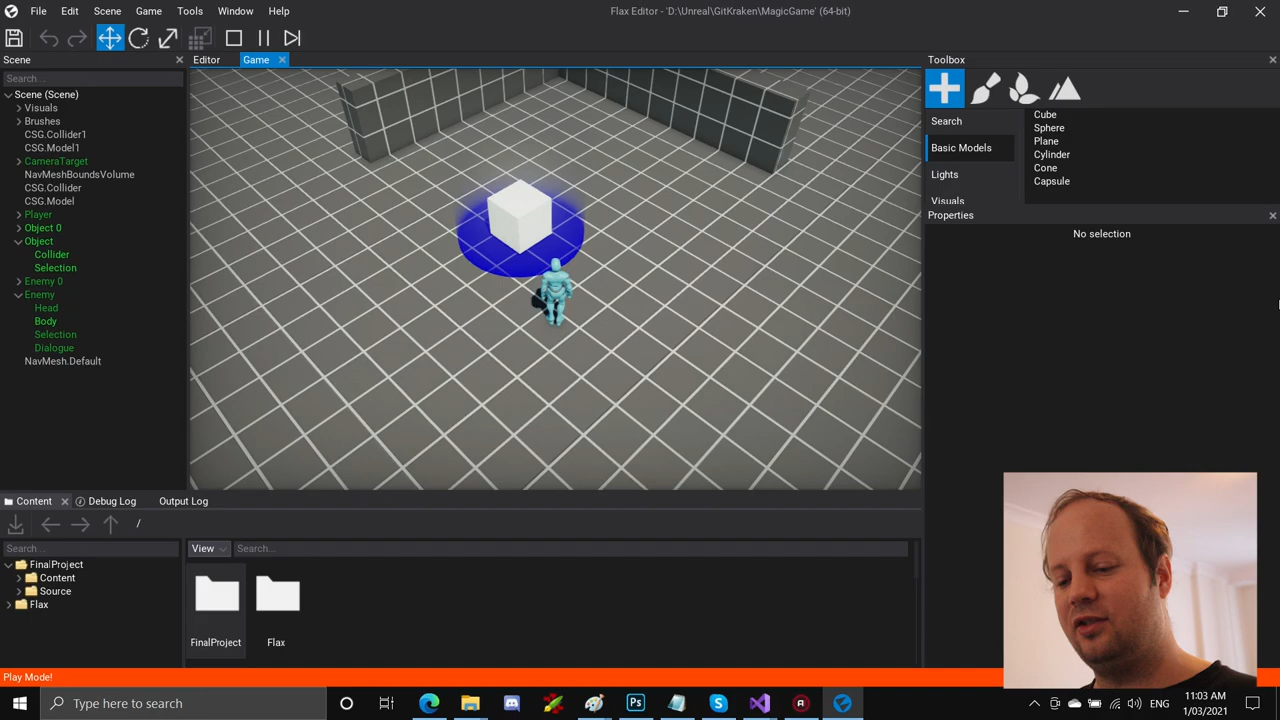 File Edit Scene Game Tools Window Help
Flax Editor - 'D:\Unreal\GitKraken\MagicGame' (64-bit)
Scene
Editor
Game
Toolbox
Search...
Scene (Scene)
Visuals
Brushes
CSG.Collider1
CSG.Model1
CameraTarget
NavMeshBoundsVolume
CSG.Collider
CSG.Model
Player
Object 0
Object
Collider
Selection
Enemy 0
Enemy
Head
Body
Selection
Dialogue
NavMesh.Default
Search
Basic Models
Lights
Visuals
Cube
Sphere
Plane
Cylinder
Cone
Capsule
Properties
No selection
Content
Debug Log
Output Log
/
Search...
View
Search...
FinalProject
Content
Source
Flax
FinalProject
Flax
Play Mode!
Type here to search
Ps
11:03 AM
1/03/2021